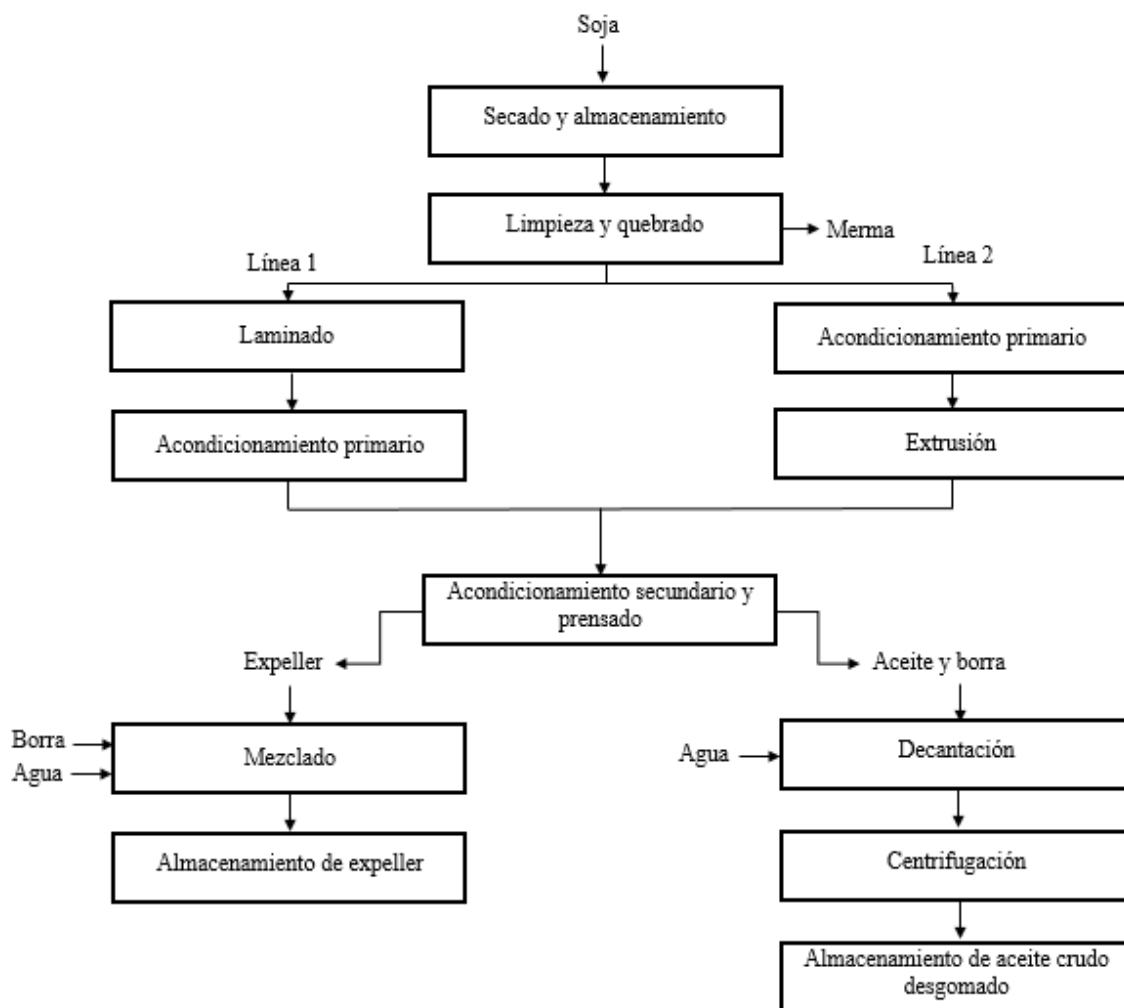 Soja
Secado y almacenamiento
Limpieza y quebrado
Merma
Línea 1
Línea 2
Laminado
Acondicionamiento primario
Acondicionamiento primario
Extrusión
Acondicionamiento secundario y
prensado
Expeller
Aceite y borra
Borra
Agua
Mezclado
Agua
Decantación
Almacenamiento de expeller
Centrifugación
Almacenamiento de aceite crudo
desgomado